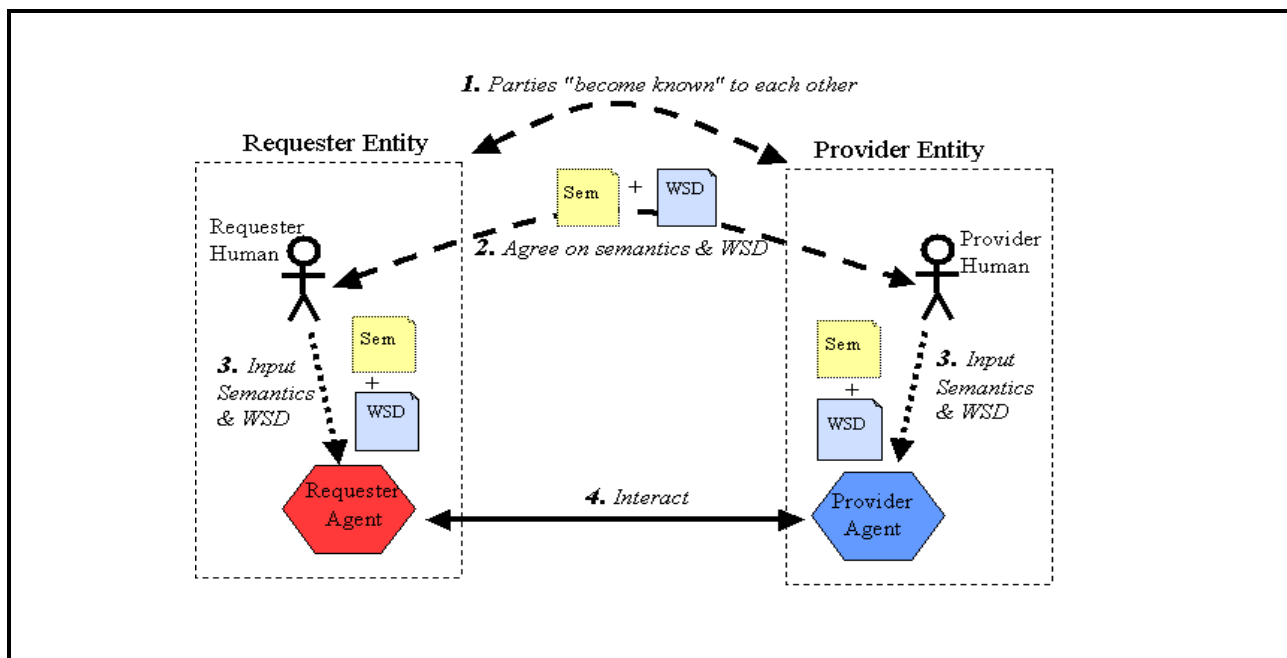 1. Parties "become known" to each other
Requester Entity
Provider Entity
Sem
+
WSD
Requester
Human
2. Agree on semantics & WSD
Provider
Human
3. Input
Semantics
& WSD
Sem
+
WSD
Sem
+
WSD
3. Input
Semantics
& WSD
Requester
Agent
4. Interact
Provider
Agent